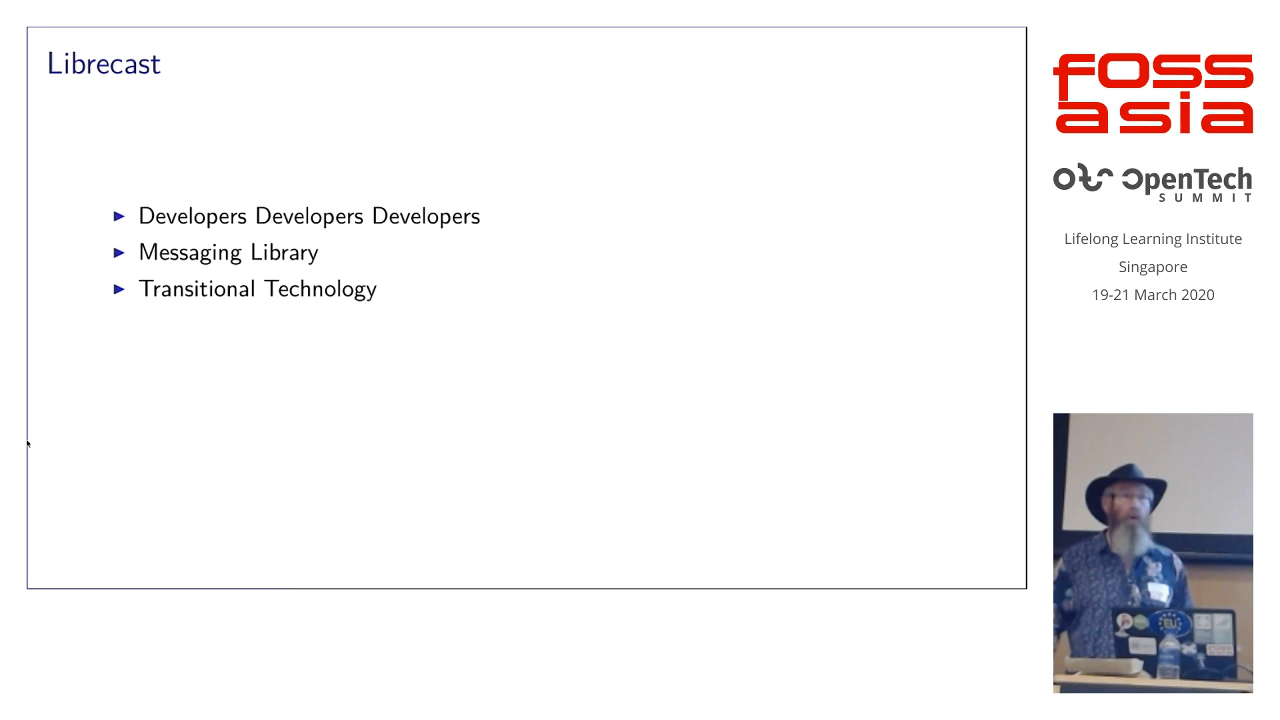 Librecast
Developers Developers Developers
Messaging Library
Transitional Technology
foss
asia
OpenTech
SUMMIT
Lifelong Learning Institute
Singapore
19-21 March 2020
EU